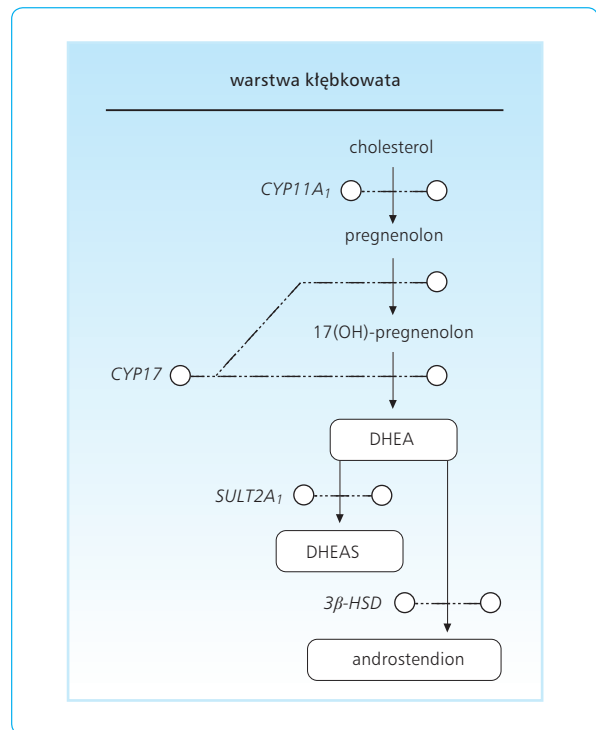 warstwa kłębkowata
cholesterol
CYP11A₁
pregnenolon
17(OH)-pregnenolon
CYP17
DHEA
SULT2A₁
DHEAS
3β-HSD
androstendion